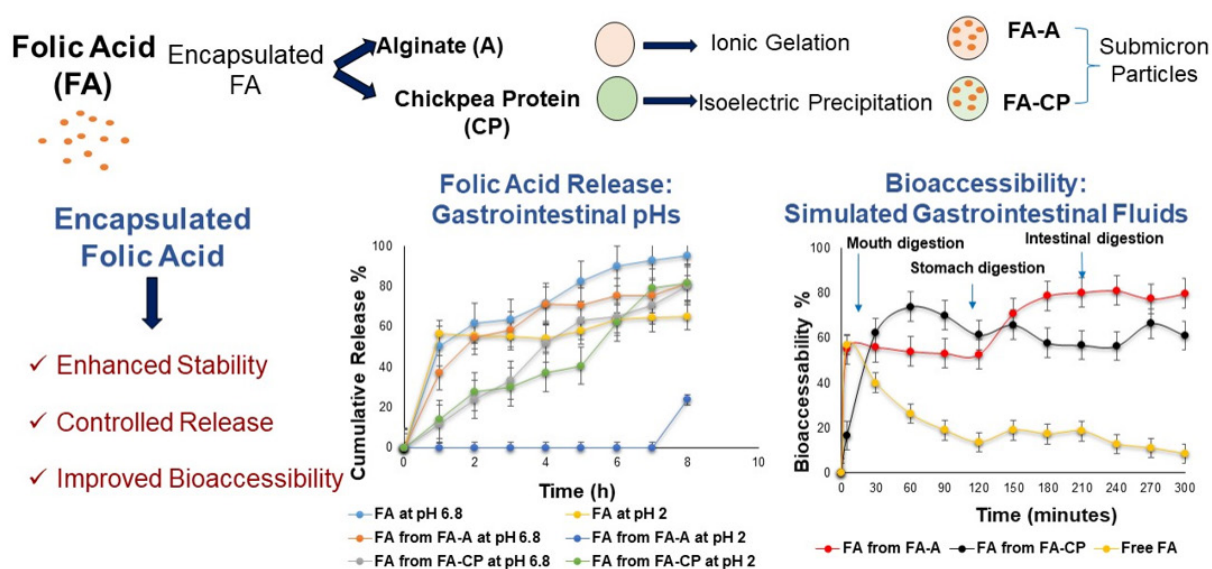 Folic Acid
(FA)
Encapsulated
FA
Alginate (A)
Ionic Gelation
FA-A
Chickpea Protein
(CP)
Isoelectric Precipitation
FA-CP
Submicron
Particles
Encapsulated
Folic Acid
✓ Enhanced Stability
✓ Controlled Release
✓ Improved Bioaccessibility
Folic Acid Release:
Gastrointestinal pHs
Cumulative Release %
100
80
60
40
20
0
0 2 4 6 8 10
Time (h)
FA at pH 6.8
FA at pH 2
FA from FA-A at pH 6.8
FA from FA-A at pH 2
FA from FA-CP at pH 6.8
FA from FA-CP at pH 2
Bioaccessibility:
Simulated Gastrointestinal Fluids
Mouth digestion
Stomach digestion
Intestinal digestion
Bioaccessability %
100
80
60
40
20
0
0 30 60 90 120 150 180 210 240 270 300
Time (minutes)
FA from FA-A
FA from FA-CP
Free FA